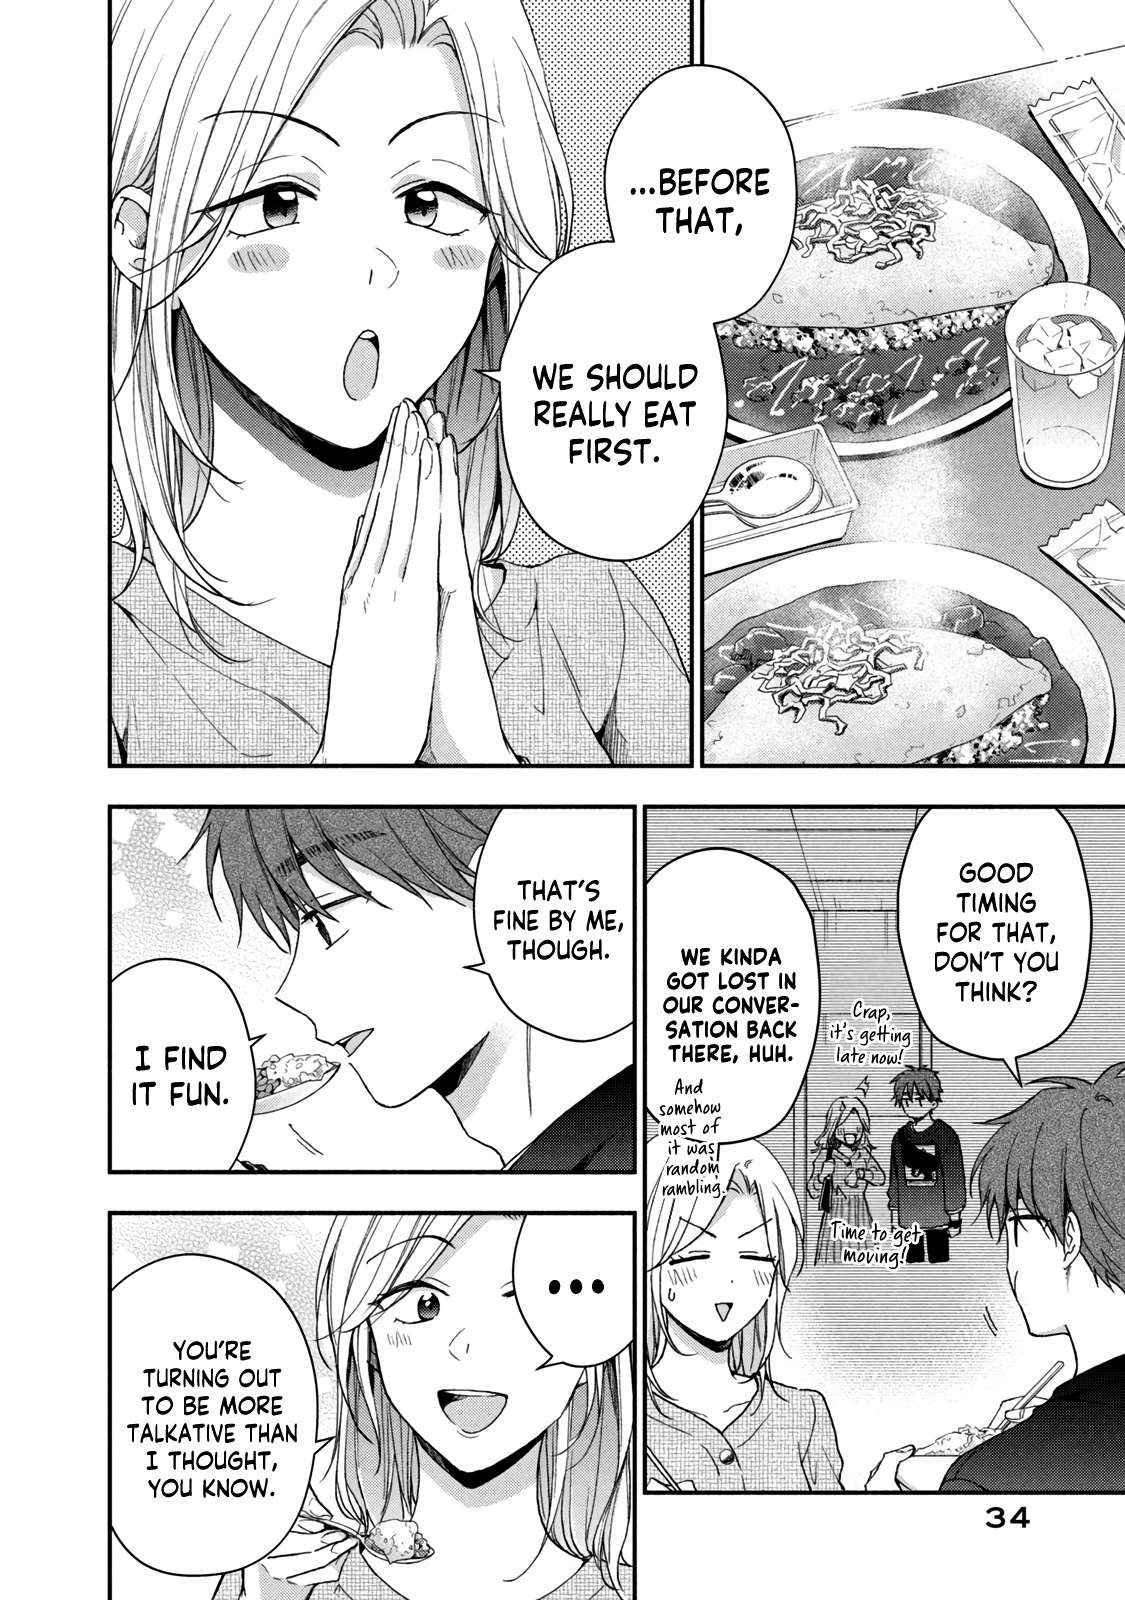 ...BEFORE
THAT,
WE SHOULD
REALLY EAT
FIRST.
GOOD
TIMING
FOR THAT,
DON'T YOU
THINK?
WE KINDA
GOT LOST IN
OUR CONVER-
SATION BACK
THERE, HUH.
Crap,
it's getting
late now!
Time to get
moving!
And
somehow
most of
it was
random
rambling.
THAT'S
FINE BY ME,
THOUGH.
I FIND
IT FUN.
...
YOU'RE
TURNING OUT
TO BE MORE
TALKATIVE THAN
I THOUGHT,
YOU KNOW.
34